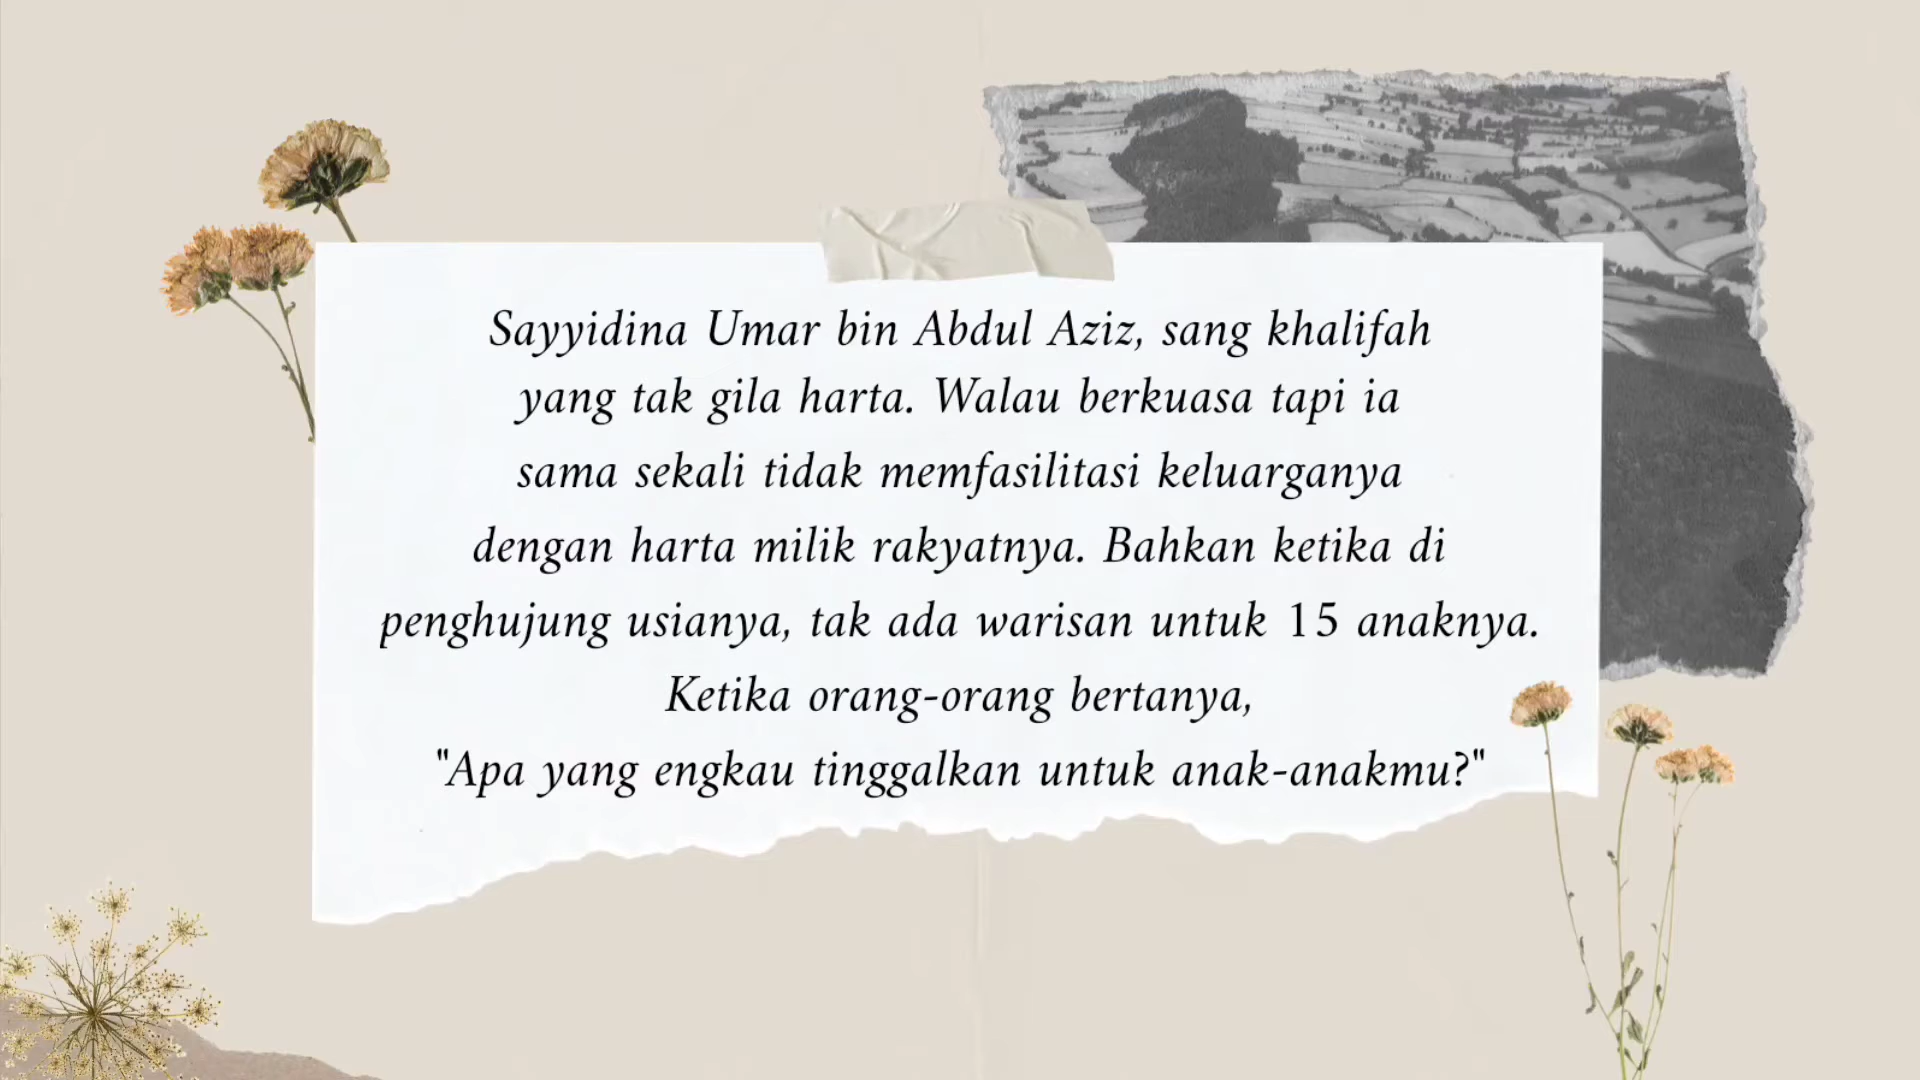 Sayyidina Umar bin Abdul Aziz, sang khalifah
yang tak gila harta. Walau berkuasa tapi ia
sama sekali tidak memfasilitasi keluarganya
dengan harta milik rakyatnya. Bahkan ketika di
penghujung usianya, tak ada warisan untuk 15 anaknya.
Ketika orang-orang bertanya,
"Apa yang engkau tinggalkan untuk anak-anakmu?"